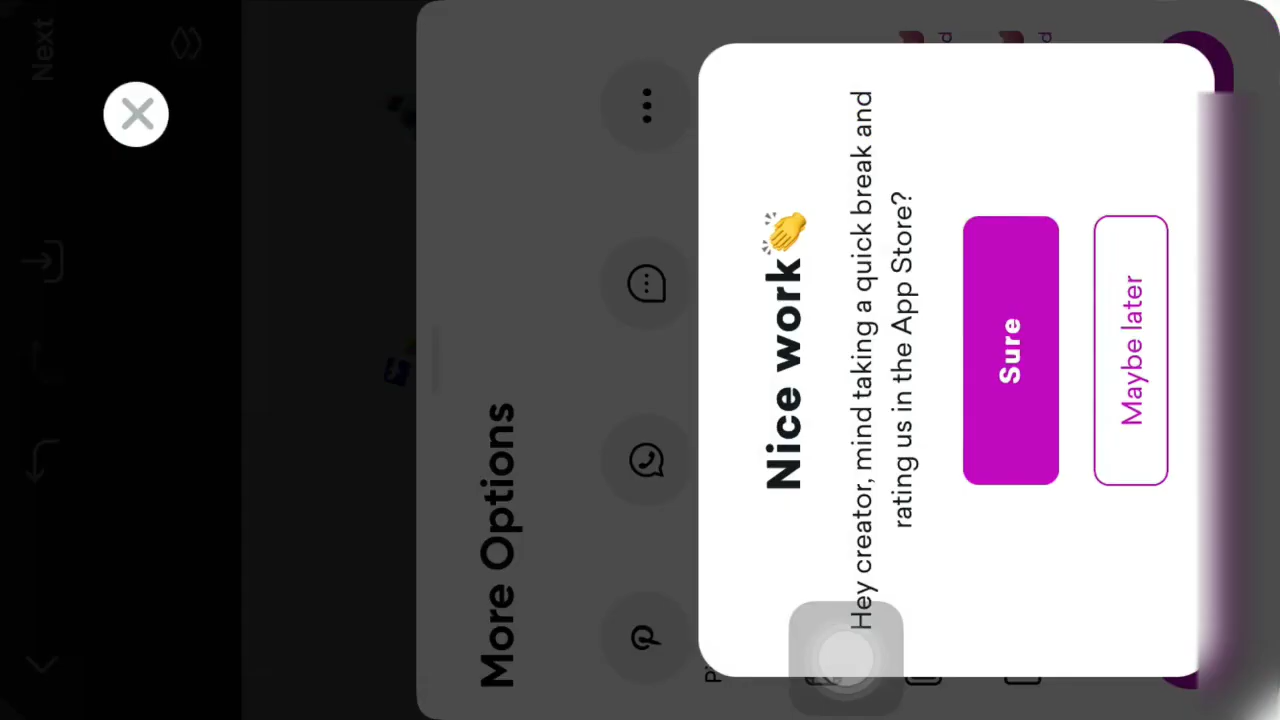 Next
More Options
Nice work👏
Hey creator, mind taking a quick break and
rating us in the App Store?
Sure
Maybe later